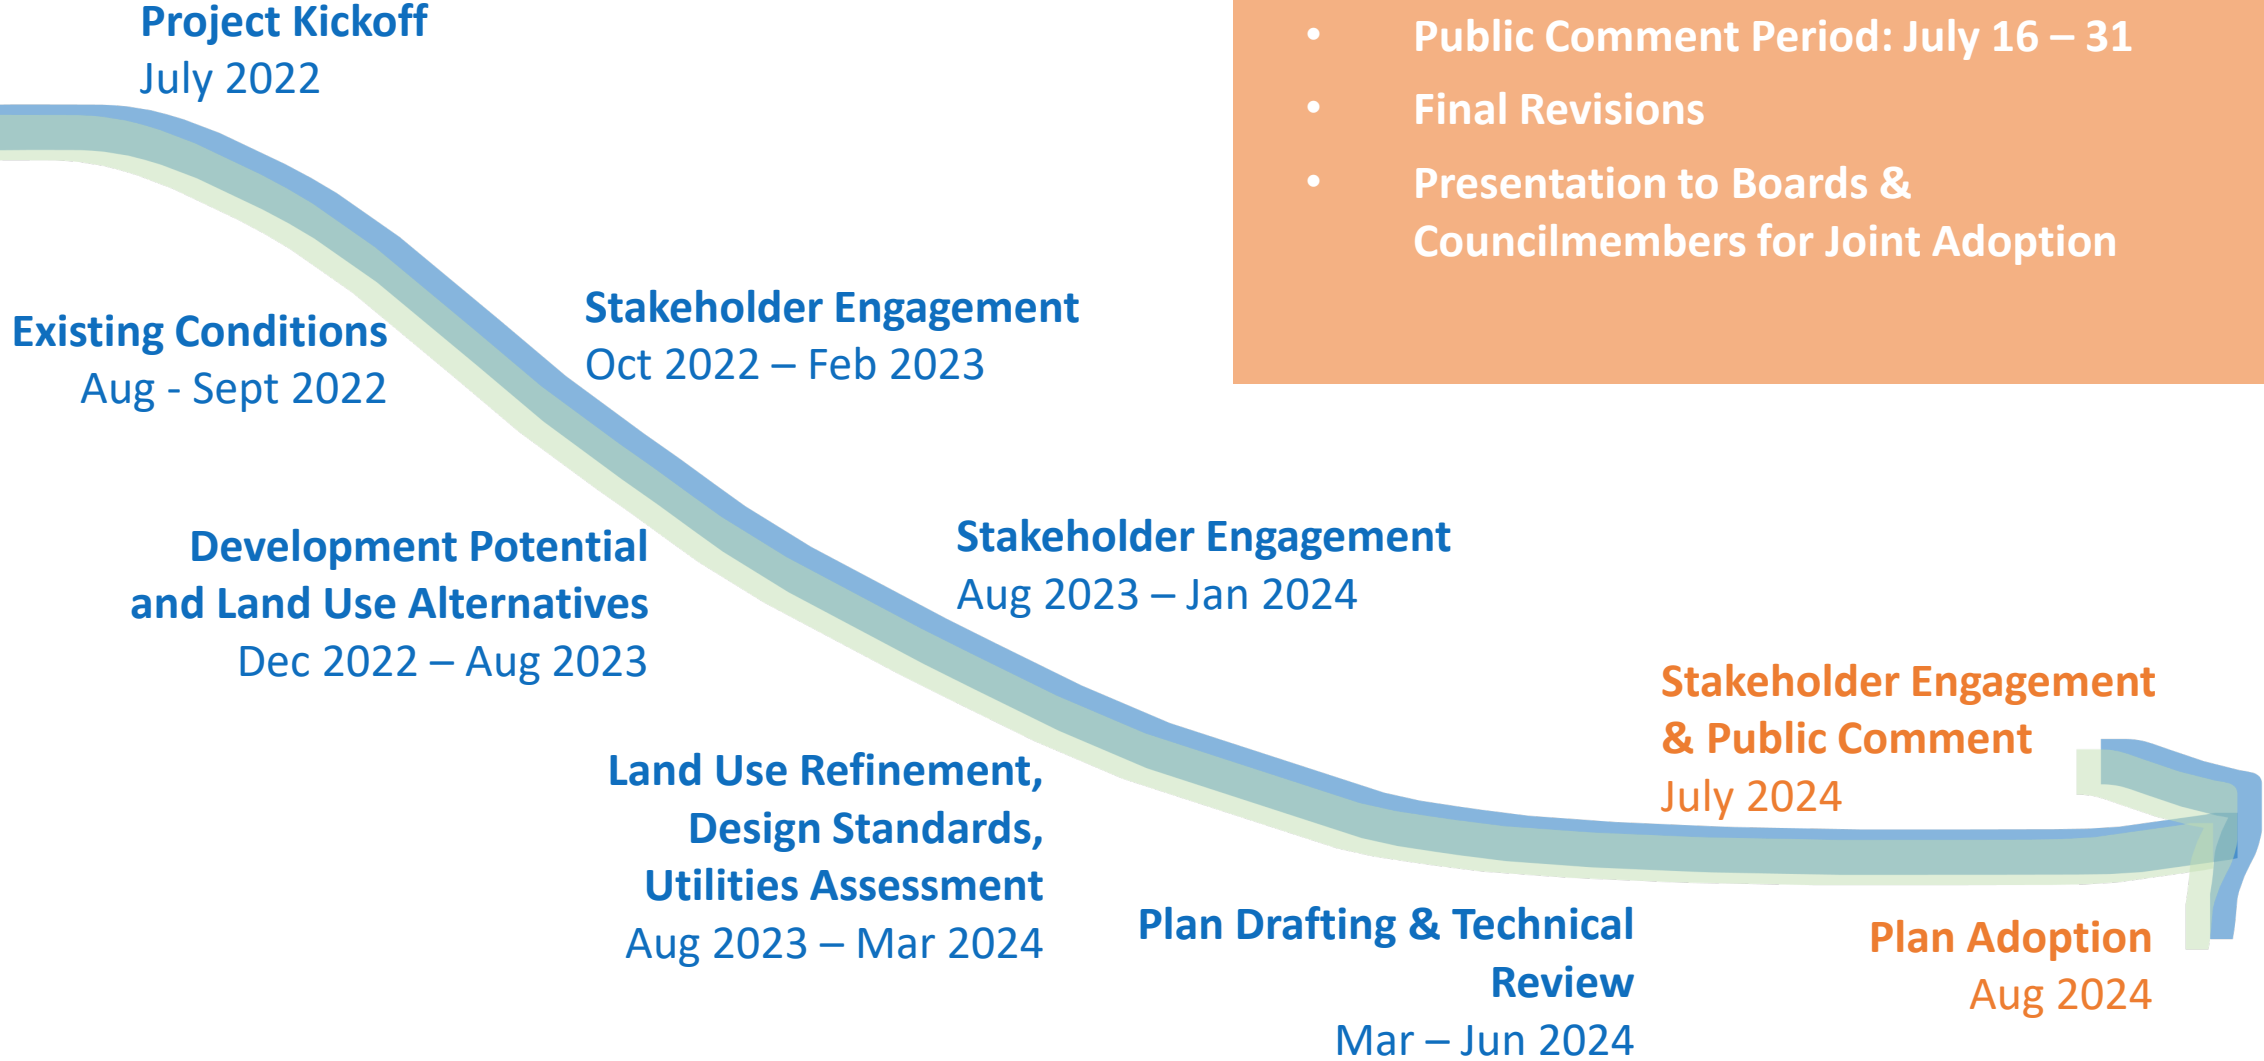 Project Kickoff
July 2022
• Public Comment Period: July 16 – 31
• Final Revisions
• Presentation to Boards &
Councilmembers for Joint Adoption
Existing Conditions
Aug - Sept 2022
Stakeholder Engagement
Oct 2022 – Feb 2023
Development Potential
and Land Use Alternatives
Dec 2022 – Aug 2023
Stakeholder Engagement
Aug 2023 – Jan 2024
Land Use Refinement,
Design Standards,
Utilities Assessment
Aug 2023 – Mar 2024
Stakeholder Engagement
& Public Comment
July 2024
Plan Drafting & Technical
Review
Mar – Jun 2024
Plan Adoption
Aug 2024